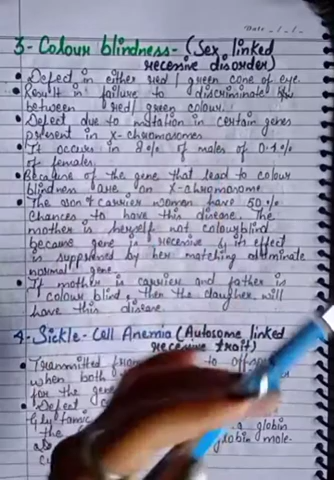 Date - / - / -
3- Colour blindness - (Sex linked
recessive disorder)
• Defect in either red / green cone of eye.
• Result in failure to discriminate b/w
between red/green colour.
• Defect due to mutation in certain genes
present in X-chromosomes
• It occurs in 8% of males of 0.4%
of females.
• Because of the gene that lead to colour
blindness are on X-chromosome
• The son of carrier women have 50%
chances to have this disease. The
mother is herself not colourblind
because gene is recessive & its effect
is suppressed by her matching
normal gene.
• If mother is carrier and father is
colour blind, then the daugher will
have this disease.
4- Sickle-Cell Anemia (Autosome linked
recessive trait)
• Transmitted from to
when both
for the gene
• Defect
Glutamic
the a globin
globin mole-